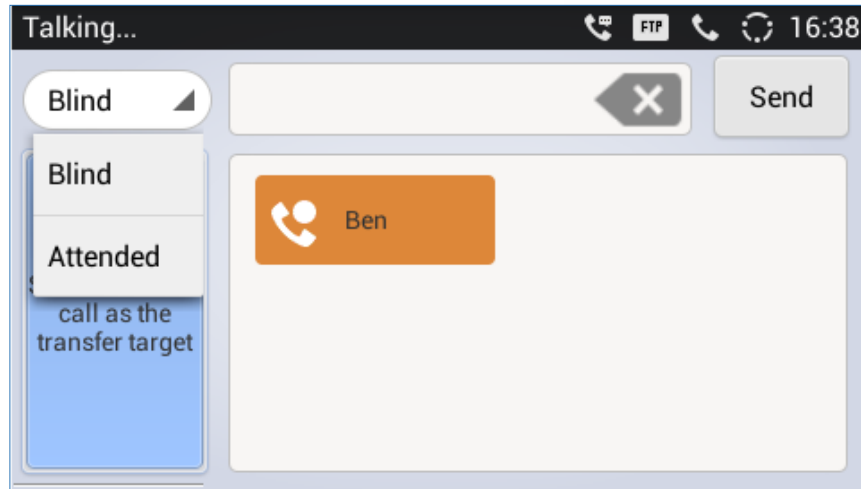 Talking...
FTP
16:38
Blind
Send
Blind
Attended
Ben
call as the
transfer target